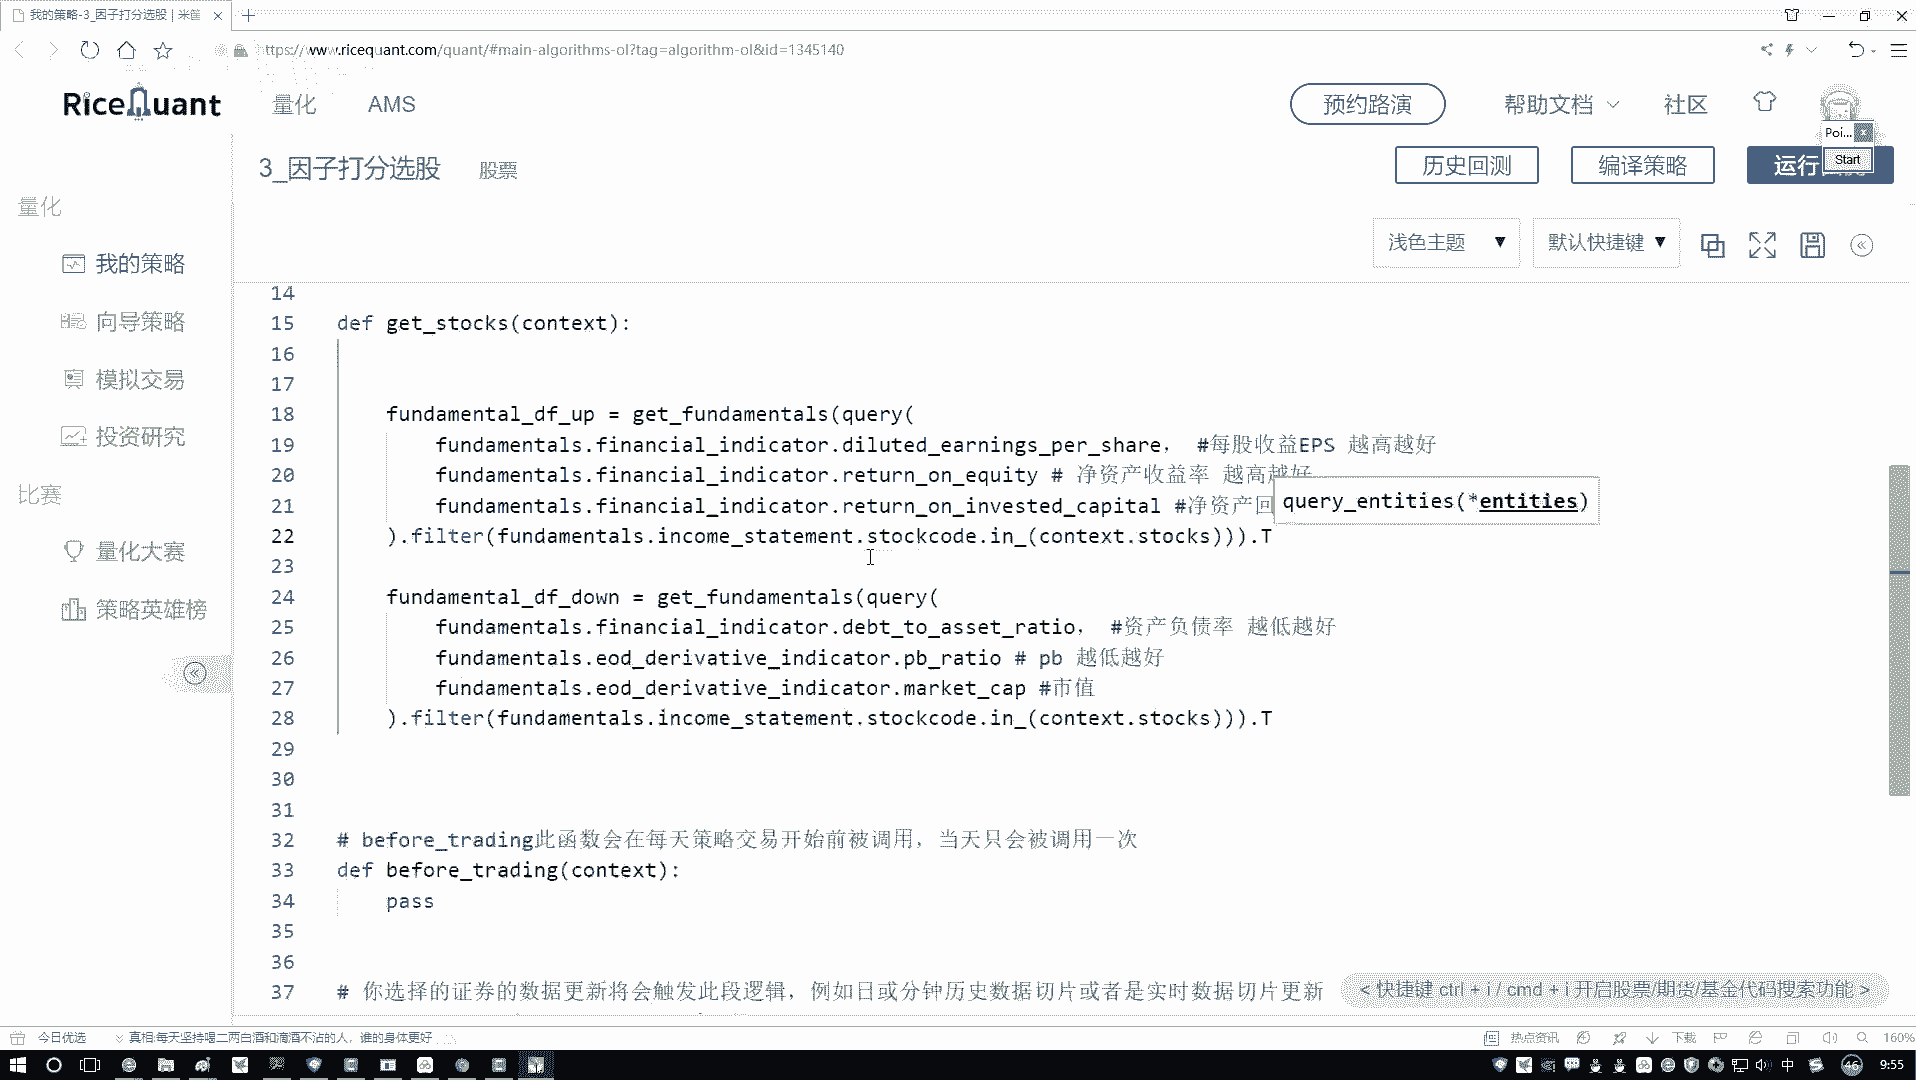 我的策略-3_因子打分选股 | 米筐
https://www.ricequant.com/quant/#main-algorithms-ol?tag=algorithm-ol&id=1345140
RiceQuant
量化
AMS
预约路演
帮助文档
社区
Poi...
Start
3_因子打分选股
股票
历史回测
编译策略
运行
量化
我的策略
向导策略
模拟交易
投资研究
比赛
量化大赛
策略英雄榜
浅色主题
默认快捷键
14
15 def get_stocks(context):
16
17
18 fundamental_df_up = get_fundamentals(query(
19 fundamentals.financial_indicator.diluted_earnings_per_share， #每股收益EPS 越高越好
20 fundamentals.financial_indicator.return_on_equity # 净资产收益率 越高越好
21 fundamentals.financial_indicator.return_on_invested_capital #净资产回
query_entities(*entities)
22 ).filter(fundamentals.income_statement.stockcode.in_(context.stocks))).T
23
24 fundamental_df_down = get_fundamentals(query(
25 fundamentals.financial_indicator.debt_to_asset_ratio， #资产负债率 越低越好
26 fundamentals.eod_derivative_indicator.pb_ratio # pb 越低越好
27 fundamentals.eod_derivative_indicator.market_cap #市值
28 ).filter(fundamentals.income_statement.stockcode.in_(context.stocks))).T
29
30
31
32 # before_trading此函数会在每天策略交易开始前被调用，当天只会被调用一次
33 def before_trading(context):
34 pass
35
36
37 # 你选择的证券的数据更新将会触发此段逻辑，例如日或分钟历史数据切片或者是实时数据切片更新
< 快捷键 ctrl + i / cmd + i 开启股票/期货/基金代码搜索功能 >
今日优选
真相:每天坚持喝二两白酒和滴酒不沾的人，谁的身体更好
热点资讯
下载
160%
中
46
9:55